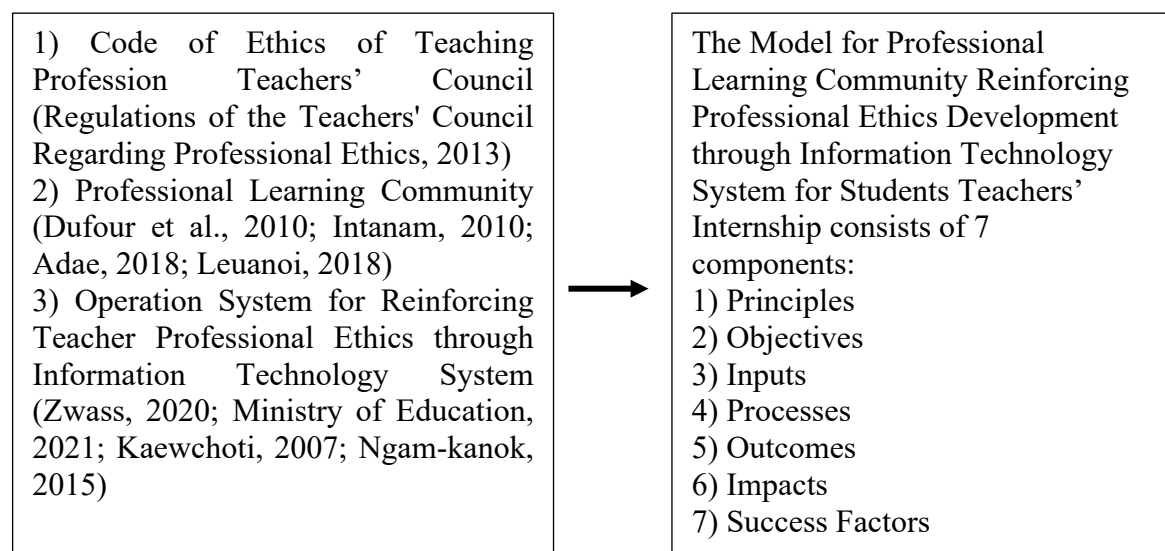 1) Code of Ethics of Teaching
Profession Teachers’ Council
(Regulations of the Teachers' Council
Regarding Professional Ethics, 2013)
2) Professional Learning Community
(Dufour et al., 2010; Intanam, 2010;
Adae, 2018; Leuanoi, 2018)
3) Operation System for Reinforcing
Teacher Professional Ethics through
Information Technology System
(Zwass, 2020; Ministry of Education,
2021; Kaewchoti, 2007; Ngam-kanok,
2015)
The Model for Professional
Learning Community Reinforcing
Professional Ethics Development
through Information Technology
System for Students Teachers’
Internship consists of 7
components:
1) Principles
2) Objectives
3) Inputs
4) Processes
5) Outcomes
6) Impacts
7) Success Factors